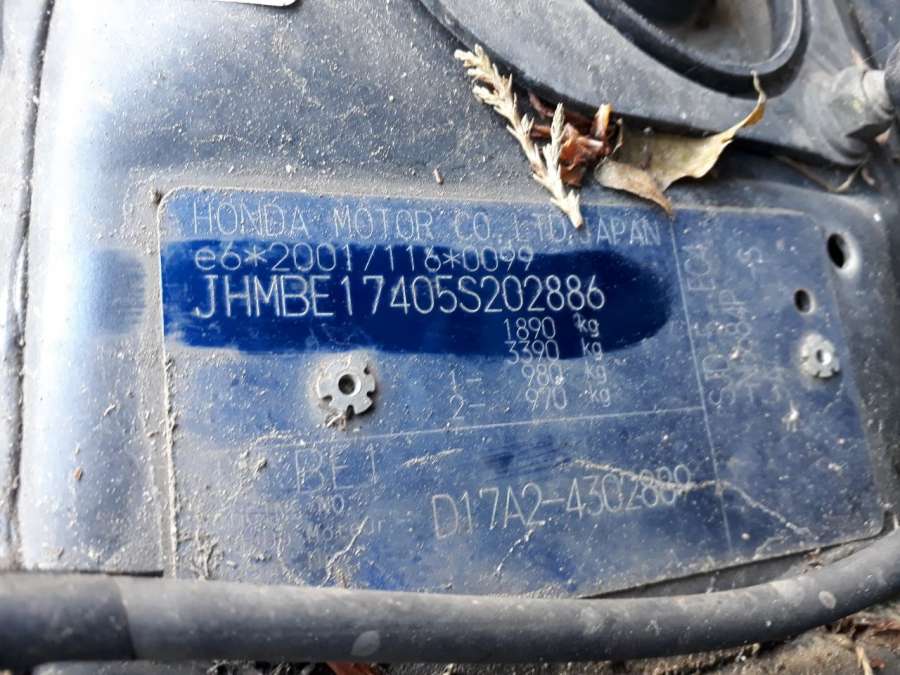 HONDA MOTOR CO.,LTD.JAPAN
e6*2001/116*0099
JHMBE17405S202886
1890 kg
3390 kg
1- 980 kg
2- 970 kg
BE1
D17A2-4302889